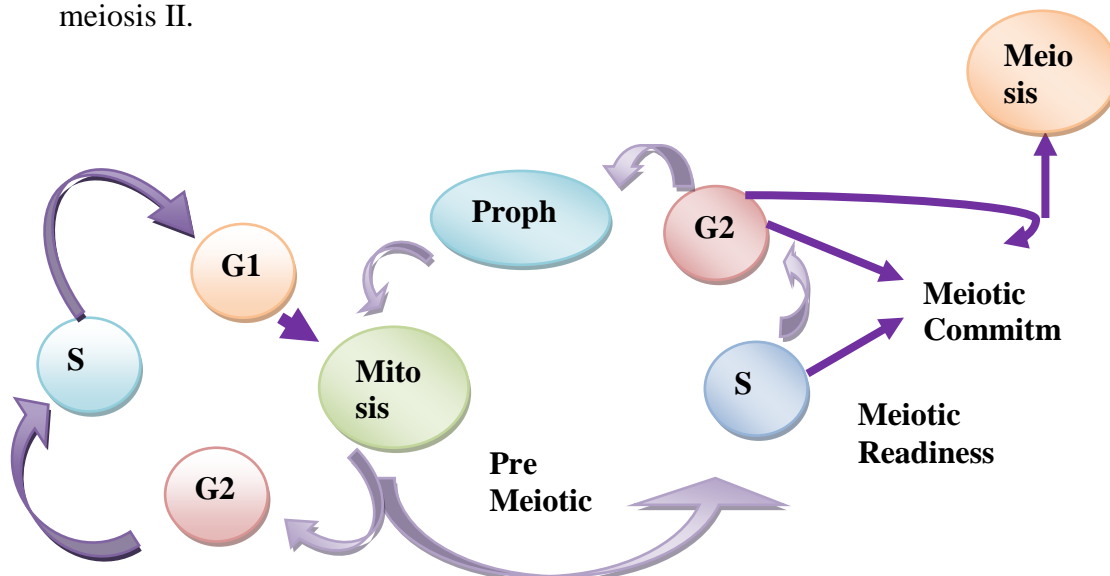 meiosis II.
Meio
sis
Proph
G2
G1
Meiotic
Commitm
S
Mito
sis
S
Meiotic
Readiness
Pre
Meiotic
G2